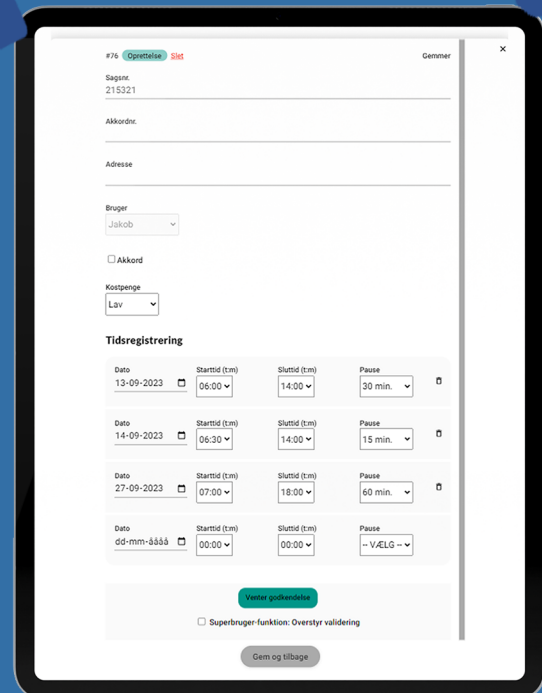 #76 Oprettelse Slet Gemmer
Sagsnr.
215321
Akkordnr.
Adresse
Bruger
Jakob
Akkord
Kostpenge
Lav
Tidsregistrering
Dato Starttid (t:m) Sluttid (t:m) Pause
13-09-2023 06:00 14:00 30 min.
Dato Starttid (t:m) Sluttid (t:m) Pause
14-09-2023 06:30 14:00 15 min.
Dato Starttid (t:m) Sluttid (t:m) Pause
27-09-2023 07:00 18:00 60 min.
Dato Starttid (t:m) Sluttid (t:m) Pause
dd-mm-åååå 00:00 00:00 -- VÆLG --
Venter godkendelse
Superbruger-funktion: Overstyr validering
Gem og tilbage